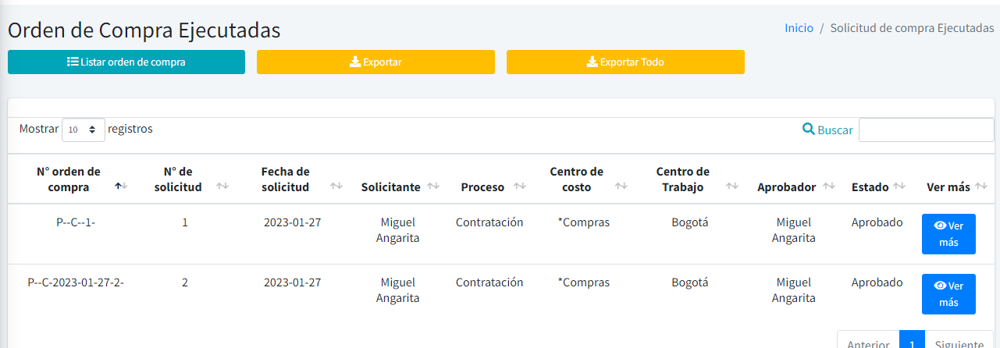 Orden de Compra Ejecutadas
Inicio / Solicitud de compra Ejecutadas
Listar orden de compra
Exportar
Exportar Todo
Mostrar 10 registros
Buscar
N° orden de compra N° de solicitud Fecha de solicitud Solicitante Proceso Centro de costo Centro de Trabajo Aprobador Estado Ver más
P--C--1- 1 2023-01-27 Miguel Angarita Contratación *Compras Bogotá Miguel Angarita Aprobado Ver más
P--C-2023-01-27-2- 2 2023-01-27 Miguel Angarita Contratación *Compras Bogotá Miguel Angarita Aprobado Ver más
Anterior 1 Siguiente